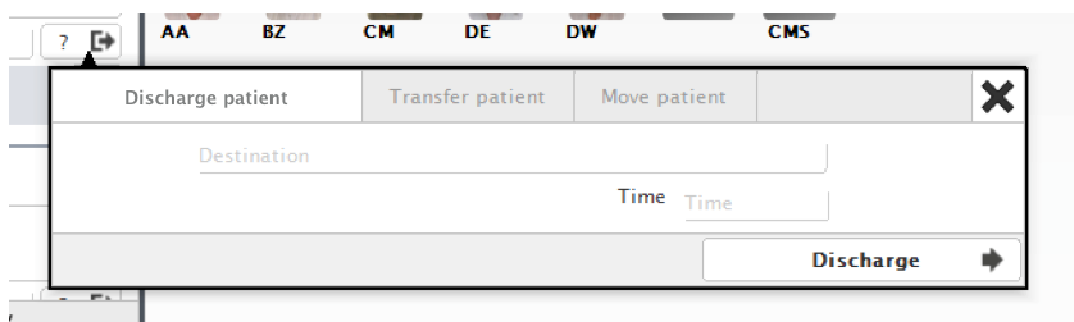 ?
AA BZ CM DE DW CMS
Discharge patient Transfer patient Move patient
Destination
Time Time
Discharge